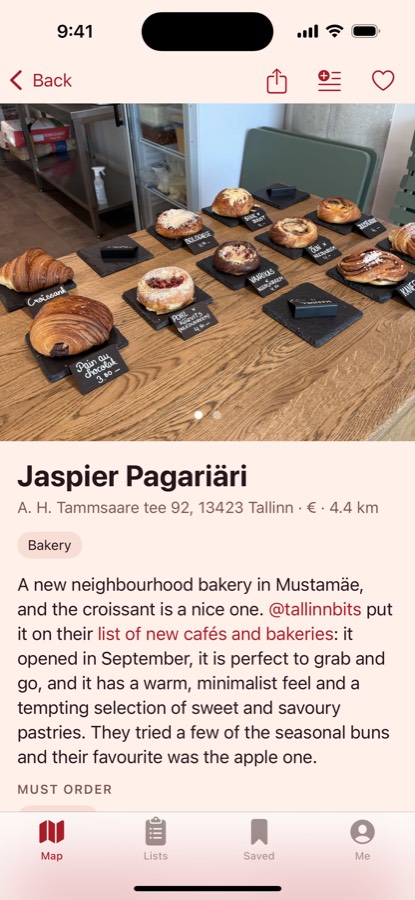 9:41
Back
Croissant
Pain au
chocolat
3.80 —
Jaspier Pagariäri
A. H. Tammsaare tee 92, 13423 Tallinn · € · 4.4 km
Bakery
A new neighbourhood bakery in Mustamäe,
and the croissant is a nice one. @tallinnbits put
it on their list of new cafés and bakeries: it
opened in September, it is perfect to grab and
go, and it has a warm, minimalist feel and a
tempting selection of sweet and savoury
pastries. They tried a few of the seasonal buns
and their favourite was the apple one.
MUST ORDER
Map
Lists
Saved
Me